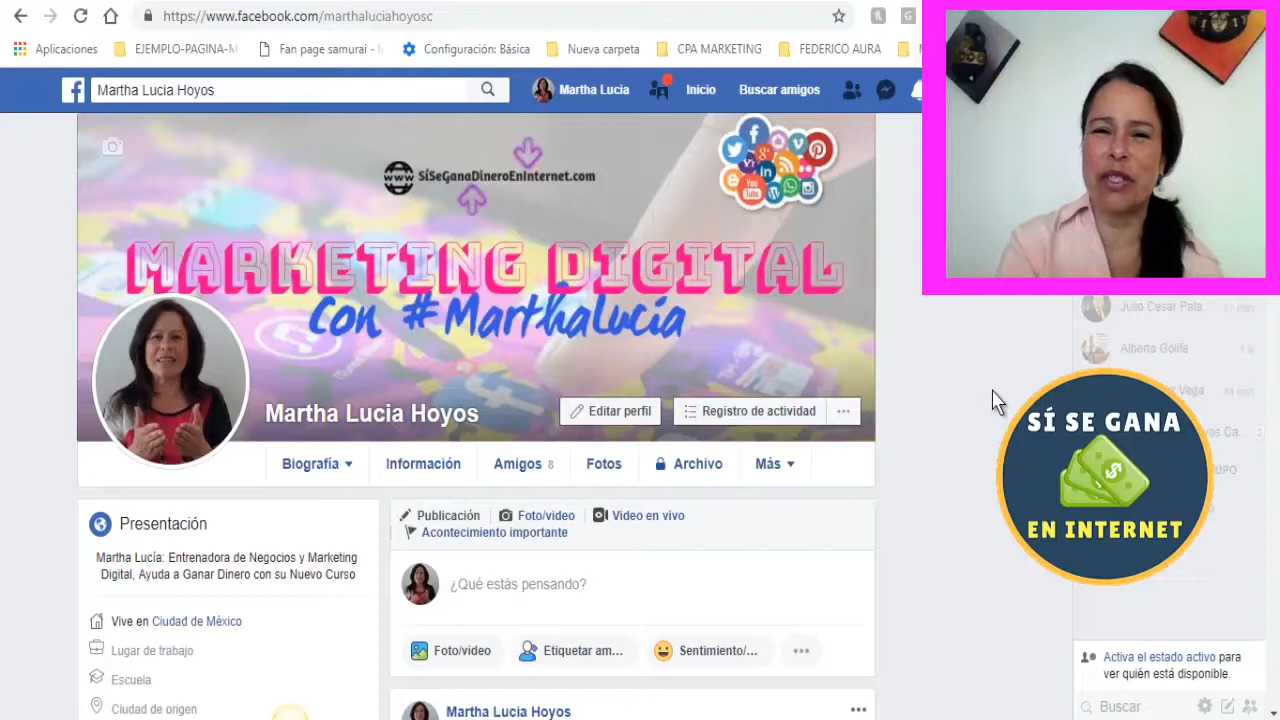 https://www.facebook.com/marthaluciahoyosc
Aplicaciones
EJEMPLO-PAGINA-M
Fan page samurai - I
Configuración: Básica
Nueva carpeta
CPA MARKETING
FEDERICO AURA
Martha Lucia Hoyos
Martha Lucia
Inicio
Buscar amigos
www SíSeGanaDineroEnInternet.com
MARKETING DIGITAL
con #MarthaLucía
Martha Lucia Hoyos
Editar perfil
Registro de actividad
Biografía
Información
Amigos 8
Fotos
Archivo
Más
Presentación
Martha Lucía: Entrenadora de Negocios y Marketing
Digital, Ayuda a Ganar Dinero con su Nuevo Curso
Vive en Ciudad de México
Lugar de trabajo
Escuela
Ciudad de origen
Publicación
Foto/video
Video en vivo
Acontecimiento importante
¿Qué estás pensando?
Foto/video
Etiquetar am...
Sentimiento/...
Martha Lucia Hoyos
Julio Cesar Pala...
Alberto Golife
Vega
SÍ SE GANA
EN INTERNET
Activa el estado activo para
ver quién está disponible.
Buscar